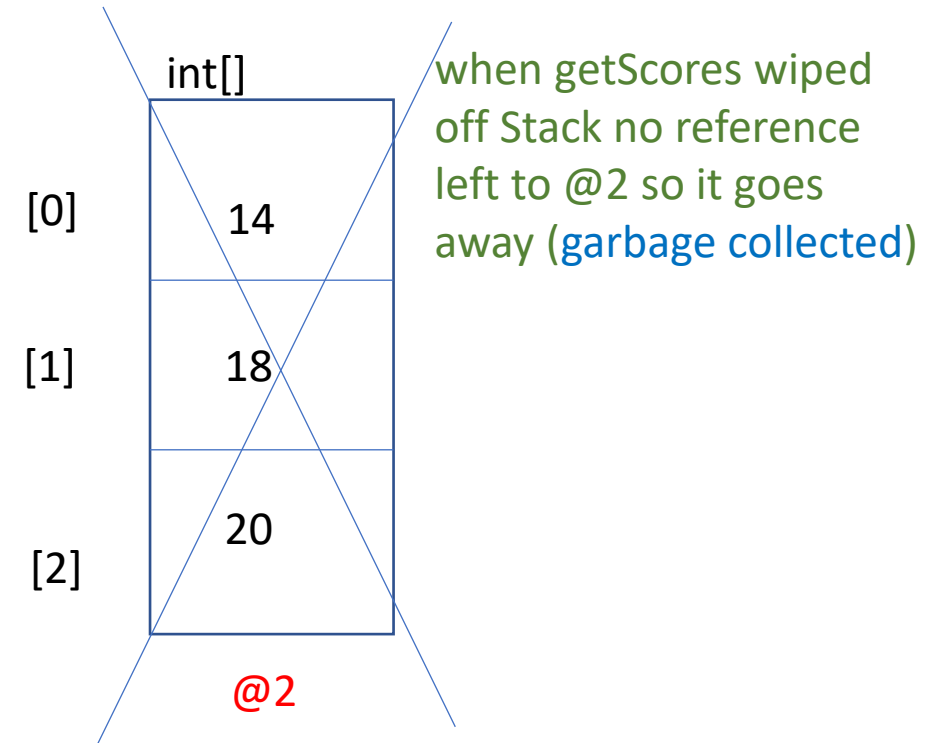 int[]
when getScores wiped
off Stack no reference
left to @2 so it goes
away (garbage collected)
[0]
14
[1]
18
[2]
20
@2